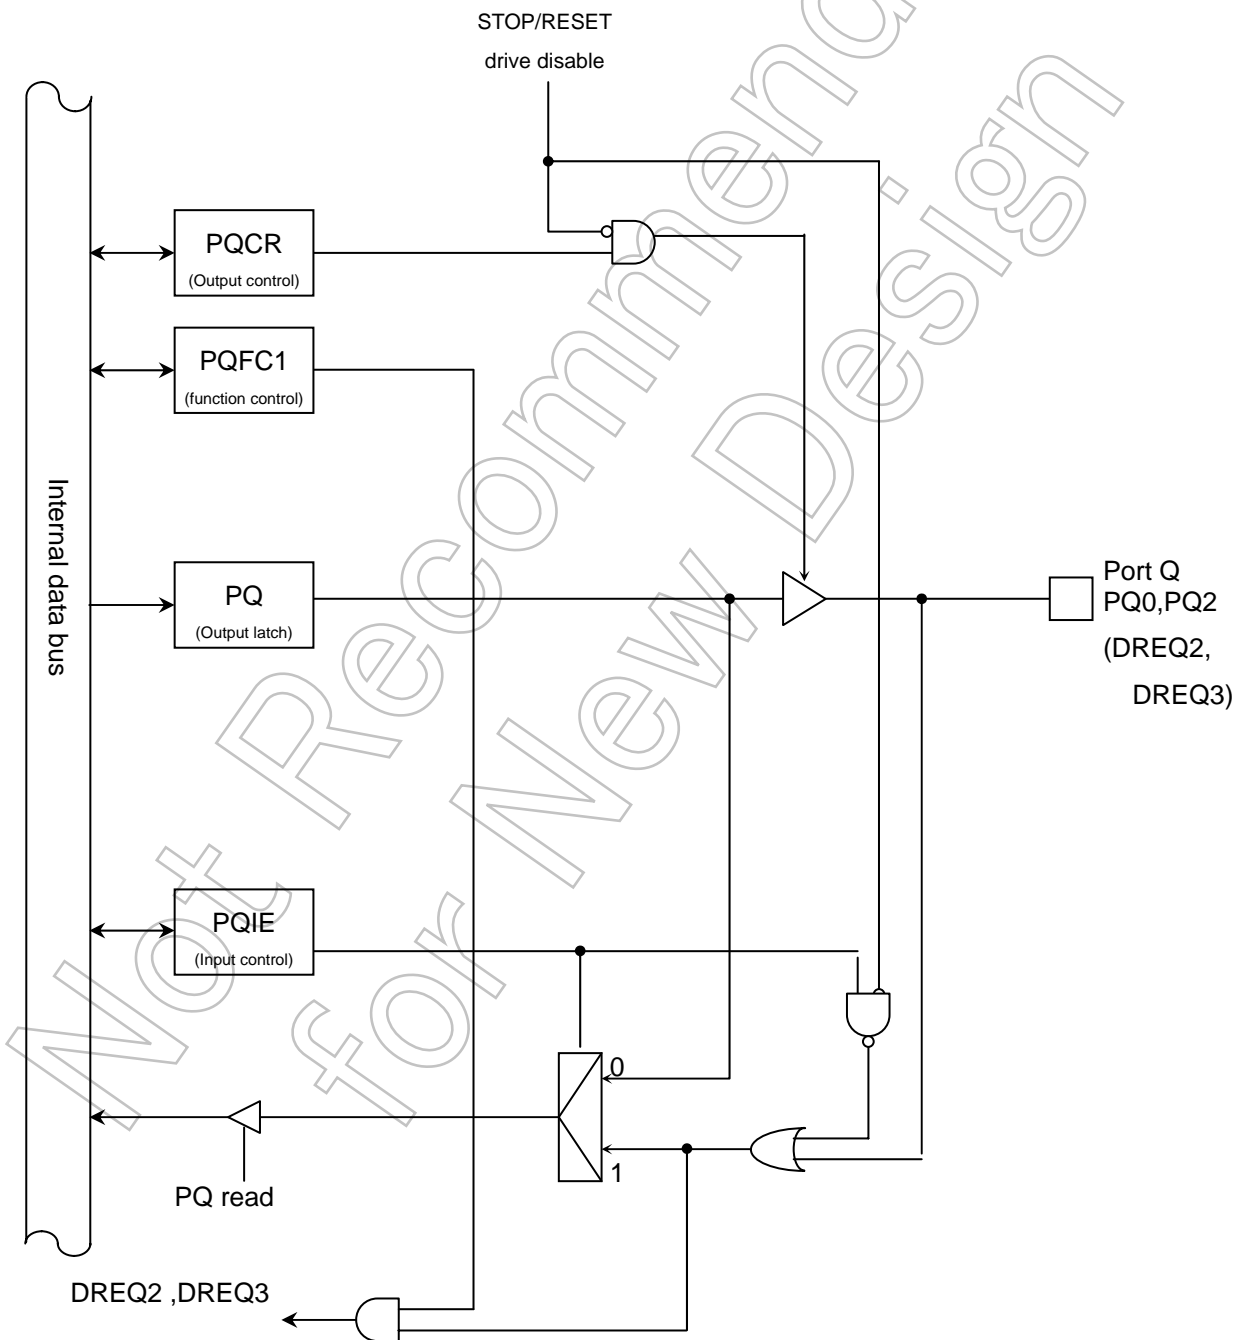 STOP/RESET
drive disable
PQCR
(Output control)
PQFC1
(function control)
Internal data bus
PQ
(Output latch)
Port Q
PQ0,PQ2
(DREQ2,
DREQ3)
PQIE
(Input control)
0
1
PQ read
DREQ2 ,DREQ3
Not Recommend
for New Design